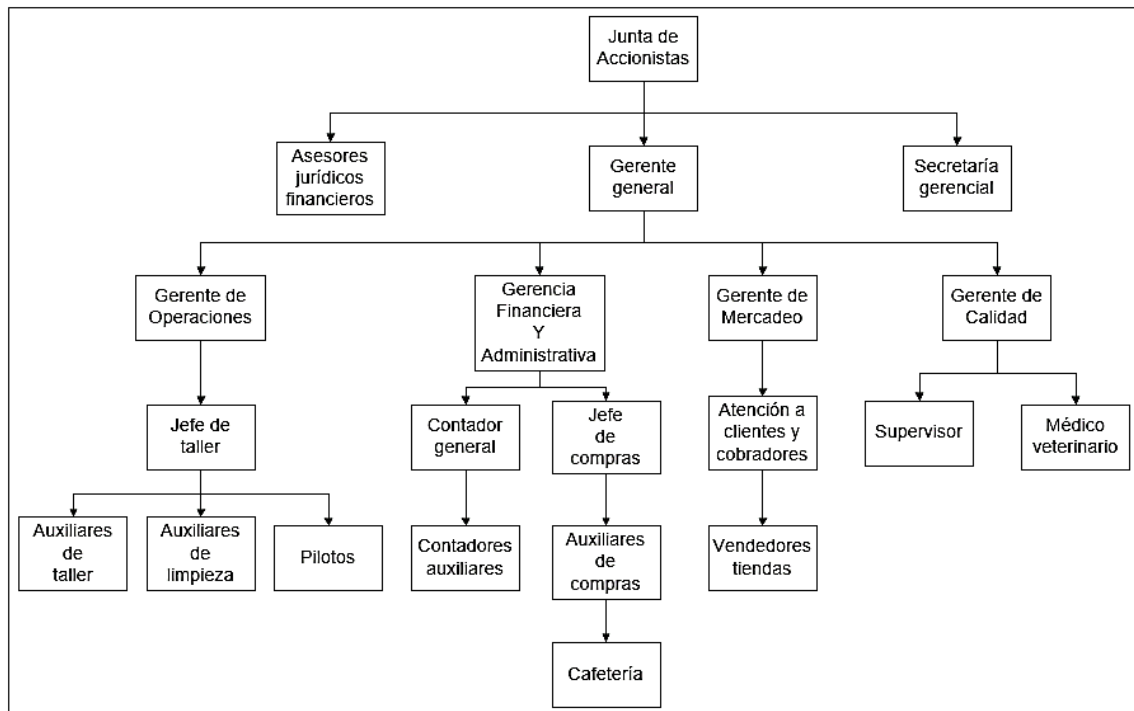 Junta de
Accionistas
Asesores
jurídicos
financieros
Gerente
general
Secretaría
gerencial
Gerente de
Operaciones
Gerencia
Financiera
Y
Administrativa
Gerente de
Mercadeo
Gerente de
Calidad
Jefe de
taller
Contador
general
Jefe
de
compras
Atención a
clientes y
cobradores
Supervisor
Médico
veterinario
Auxiliares
de
taller
Auxiliares
de
limpieza
Pilotos
Contadores
auxiliares
Auxiliares
de
compras
Vendedores
tiendas
Cafetería